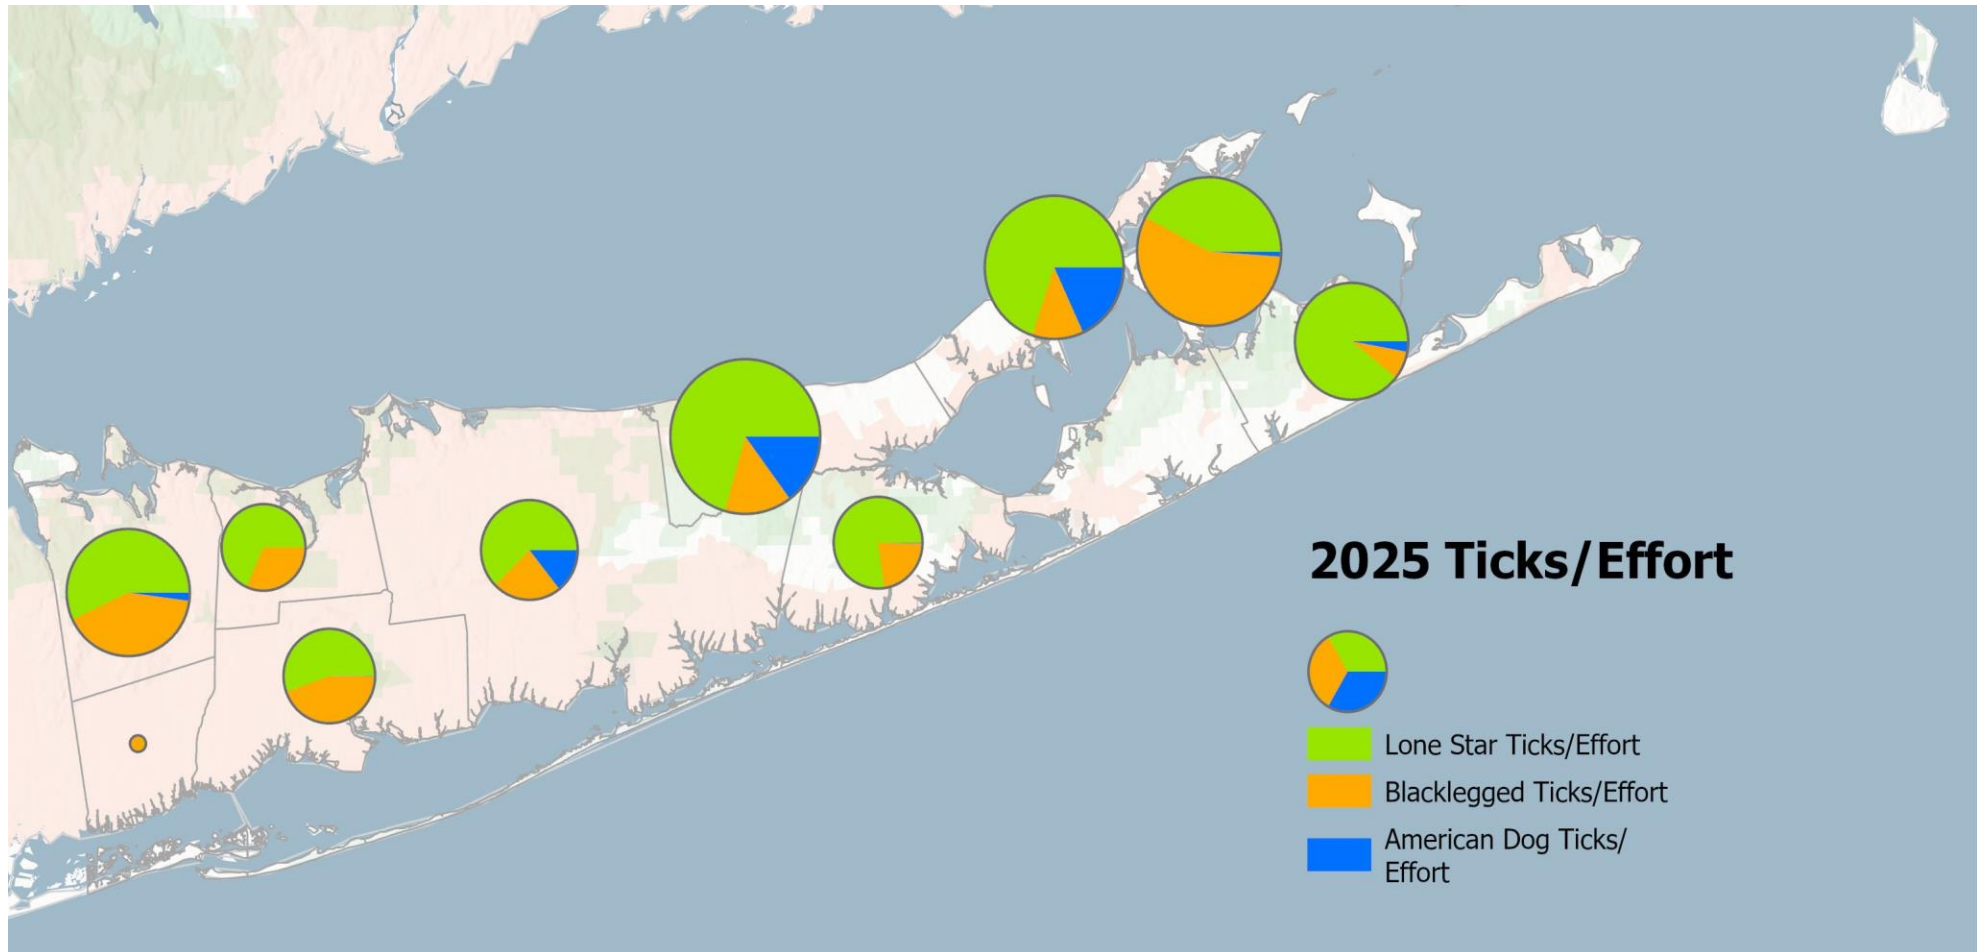 2025 Ticks/Effort
Lone Star Ticks/Effort
Blacklegged Ticks/Effort
American Dog Ticks/
Effort